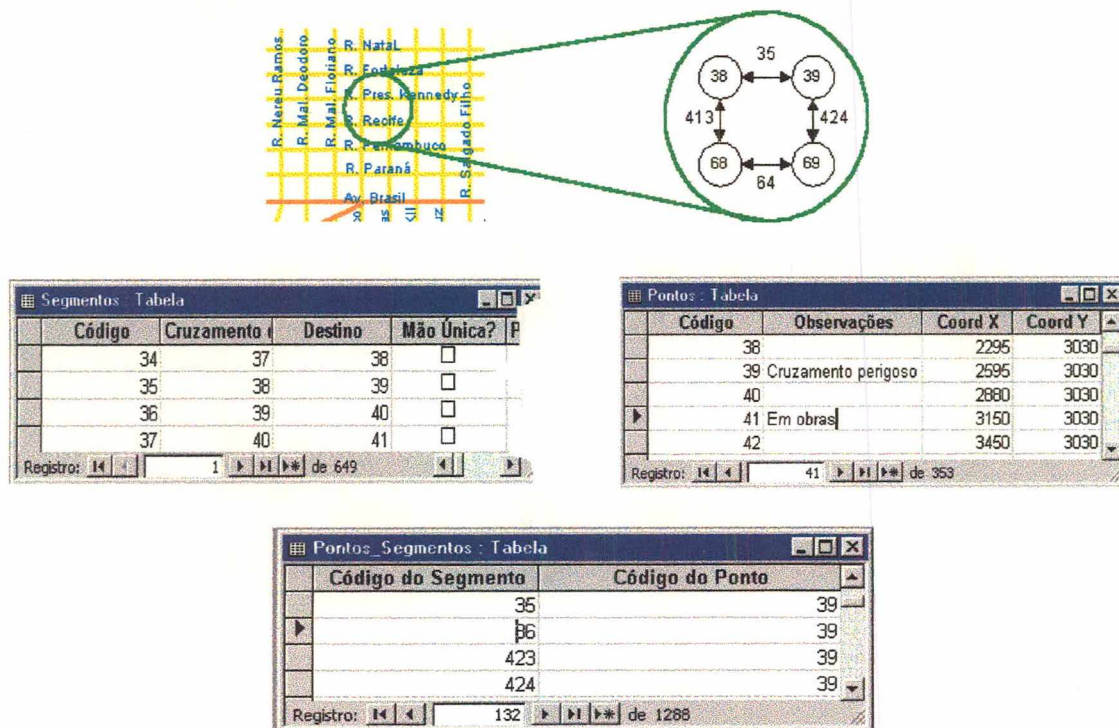 R. NataL
R. Fortaleza
R. Pres. Kennedy
R. Recife
R. Pernambuco
R. Paraná
Av. Brasil
R. Nereu Ramos
R. Mal. Deodoro
R. Mal. Floriano
R. Salgado Filho
as
XII
uz
35
38 39
413 424
68 69
64
Segmentos : Tabela
Código Cruzamento Destino Mão Única? P
34 37 38
35 38 39
36 39 40
37 40 41
Registro: 1 de 649
Pontos : Tabela
Código Observações Coord X Coord Y
38 2295 3030
39 Cruzamento perigoso 2595 3030
40 2880 3030
41 Em obras 3150 3030
42 3450 3030
Registro: 41 de 353
Pontos_Segmentos : Tabela
Código do Segmento Código do Ponto
35 39
36 39
423 39
424 39
Registro: 132 de 1288